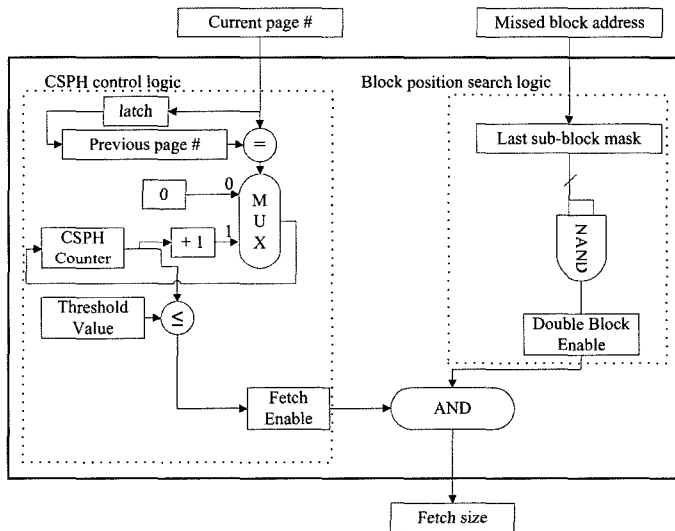 Current page #
Missed block address
CSPH control logic
Block position search logic
latch
Previous page #
=
Last sub-block mask
0
0
M
U
X
CSPH
Counter
+ 1
1
NAND
Threshold
Value
≤
Double Block
Enable
Fetch
Enable
AND
Fetch size